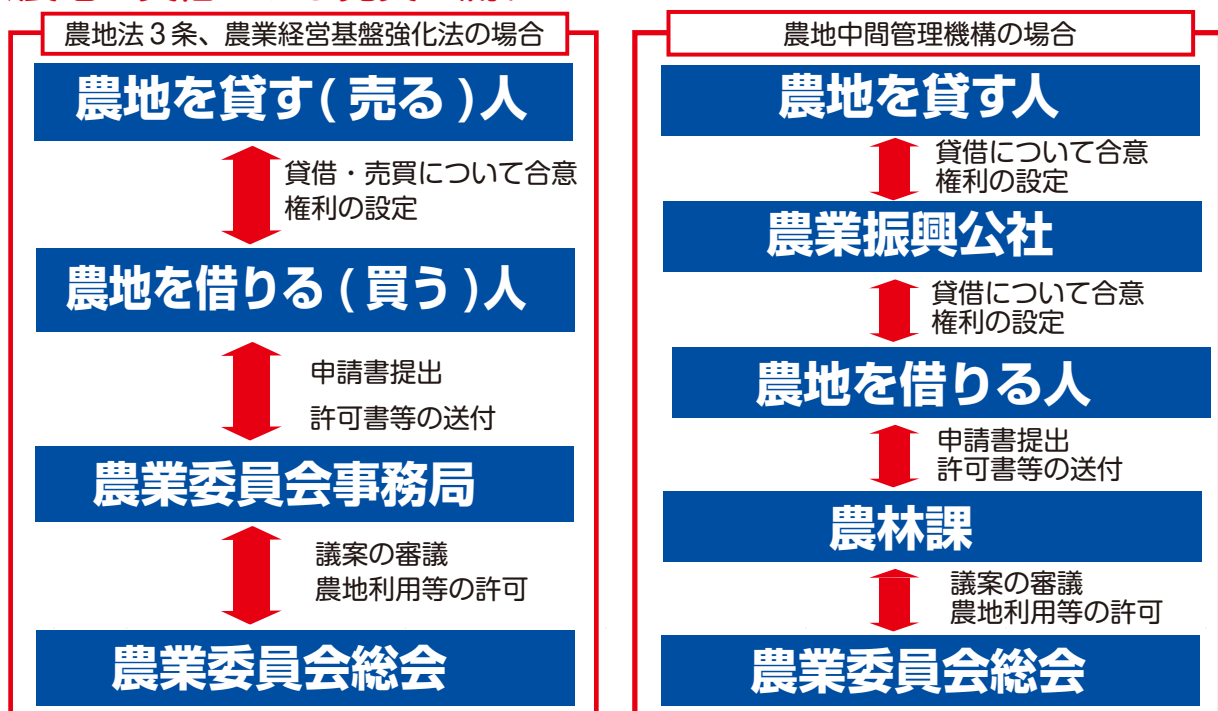 農地法3条、農業経営基盤強化法の場合
農地を貸す(売る)人
貸借・売買について合意
権利の設定
農地を借りる(買う)人
申請書提出
許可書等の送付
農業委員会事務局
議案の審議
農地利用等の許可
農業委員会総会
農地中間管理機構の場合
農地を貸す人
貸借について合意
権利の設定
農業振興公社
貸借について合意
権利の設定
農地を借りる人
申請書提出
許可書等の送付
農林課
議案の審議
農地利用等の許可
農業委員会総会